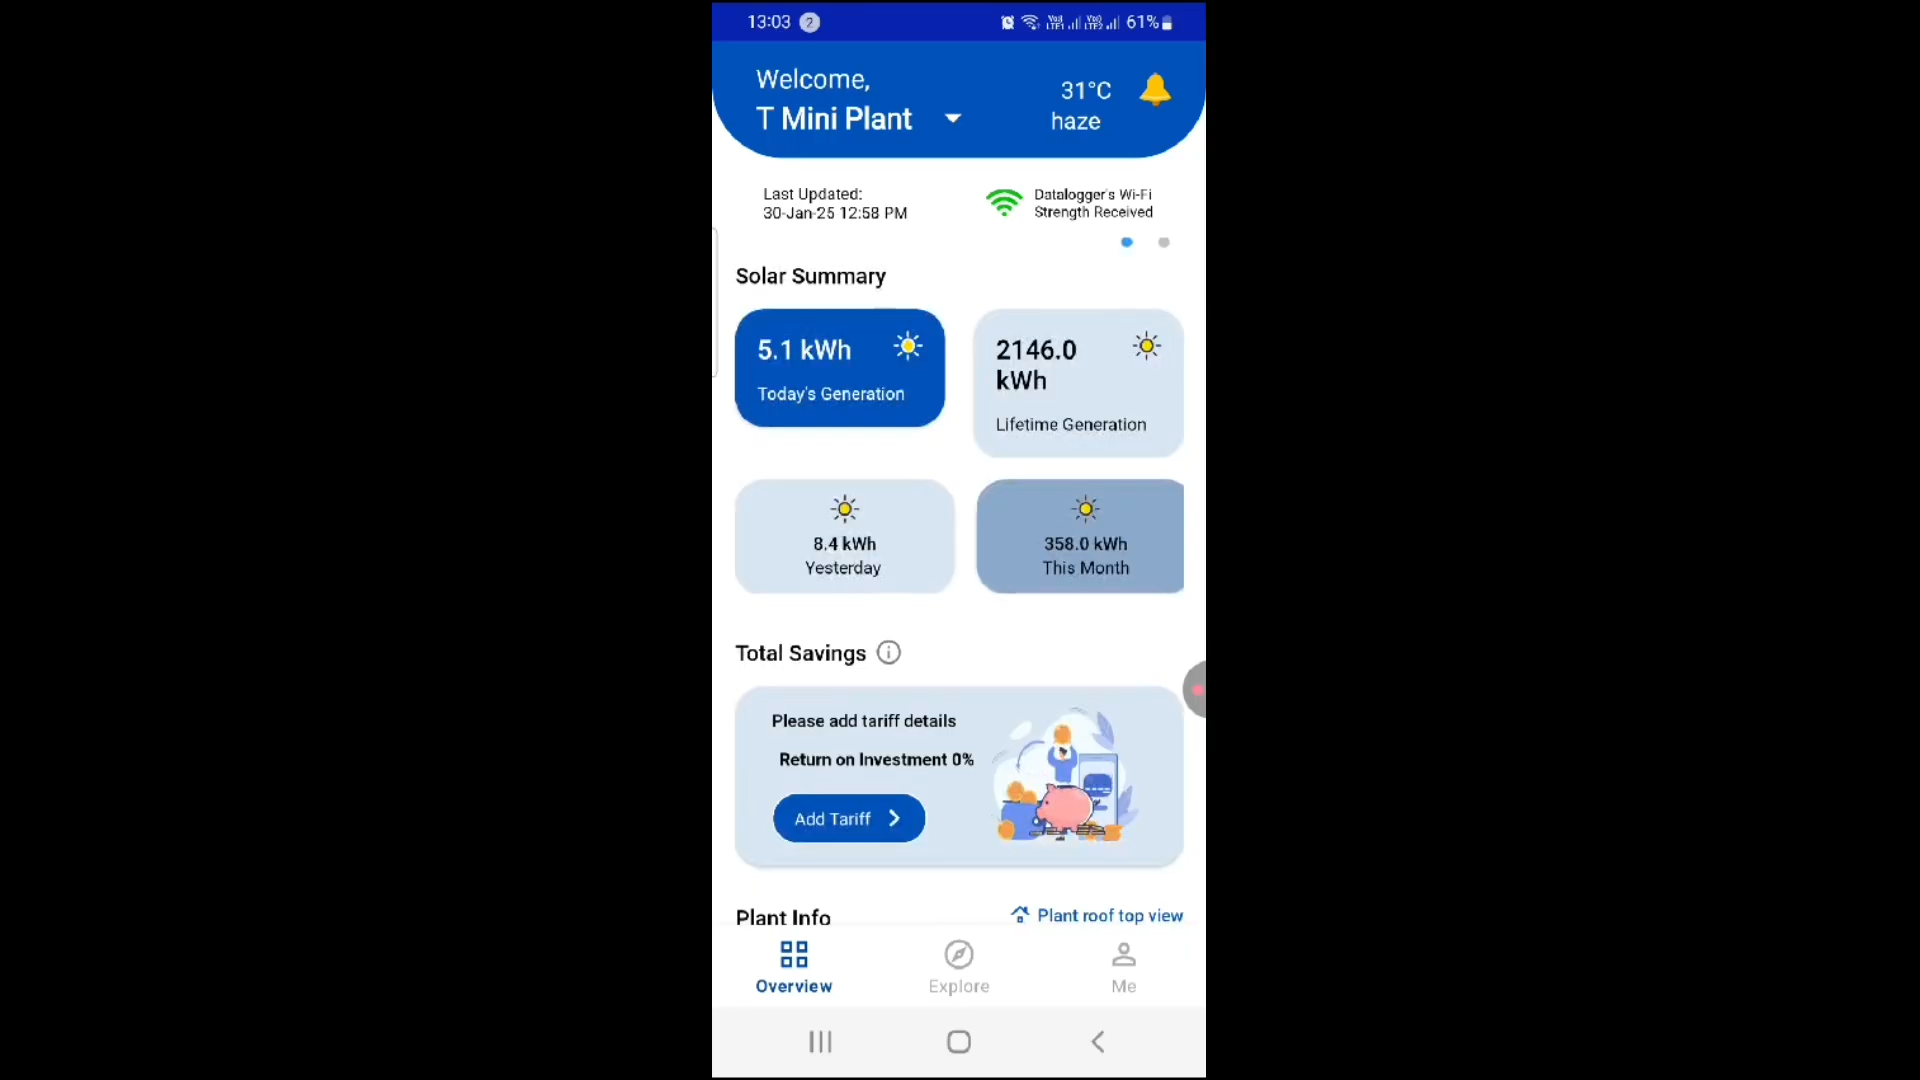 13:03 2 61%
Welcome,
T Mini Plant
31°C
haze
Last Updated:
30-Jan-25 12:58 PM
Datalogger's Wi-Fi
Strength Received
Solar Summary
5.1 kWh
Today's Generation
2146.0
kWh
Lifetime Generation
8.4 kWh
Yesterday
358.0 kWh
This Month
Total Savings
Please add tariff details
Return on Investment 0%
Add Tariff
Plant Info
Plant roof top view
Overview
Explore
Me